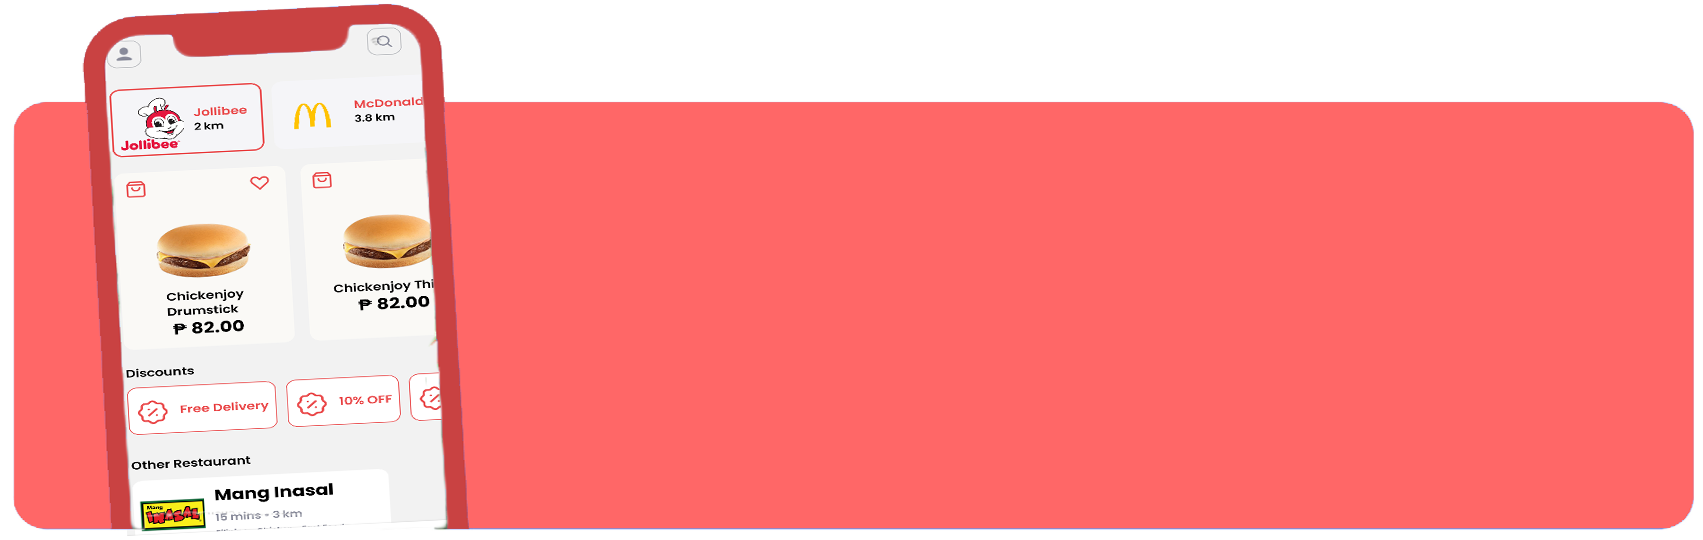 Jollibee
2 km
Jollibee
McDonald
3.8 km
Chickenjoy
Drumstick
₱ 82.00
Chickenjoy Thi
₱ 82.00
Discounts
Free Delivery
10% OFF
Other Restaurant
Mang Inasal
15 mins • 3 km
Mang
INASAL